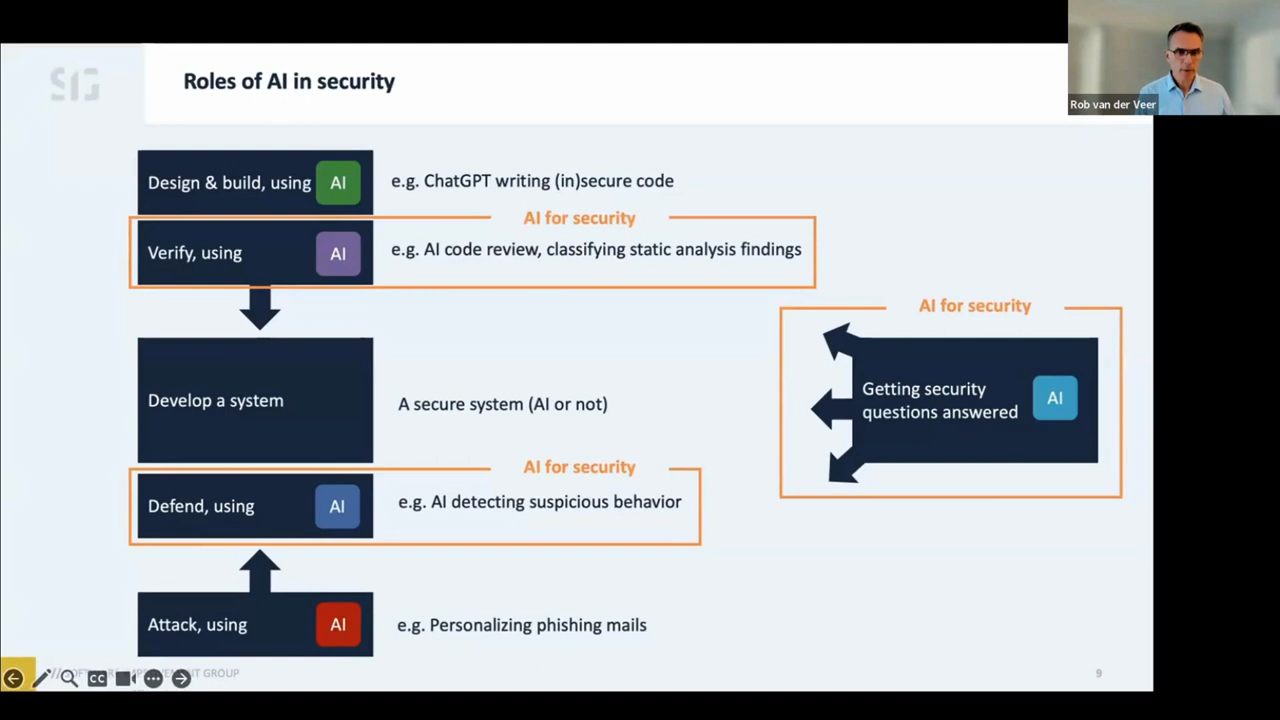 SIG
Roles of AI in security
Rob van der Veer
Design & build, using AI
e.g. ChatGPT writing (in)secure code
AI for security
Verify, using AI
e.g. AI code review, classifying static analysis findings
AI for security
Getting security
questions answered
AI
Develop a system
A secure system (AI or not)
AI for security
Defend, using AI
e.g. AI detecting suspicious behavior
Attack, using AI
e.g. Personalizing phishing mails
CC
GROUP
9